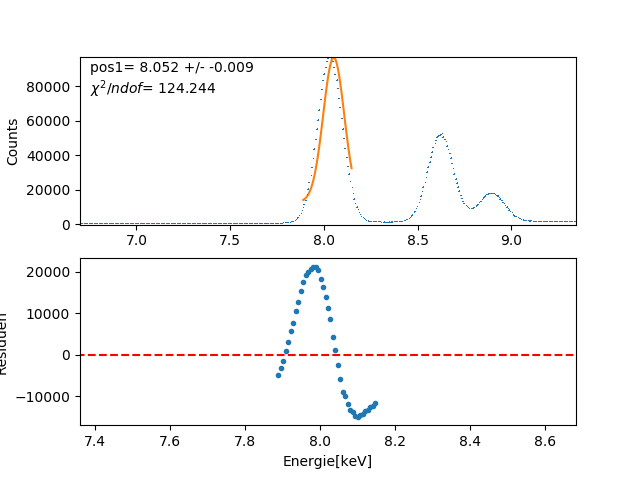 pos1= 8.052 +/- -0.009
χ²/ndof= 124.244
80000
60000
40000
20000
0
Counts
7.0 7.5 8.0 8.5 9.0
20000
10000
0
−10000
Residuen
7.4 7.6 7.8 8.0 8.2 8.4 8.6
Energie[keV]